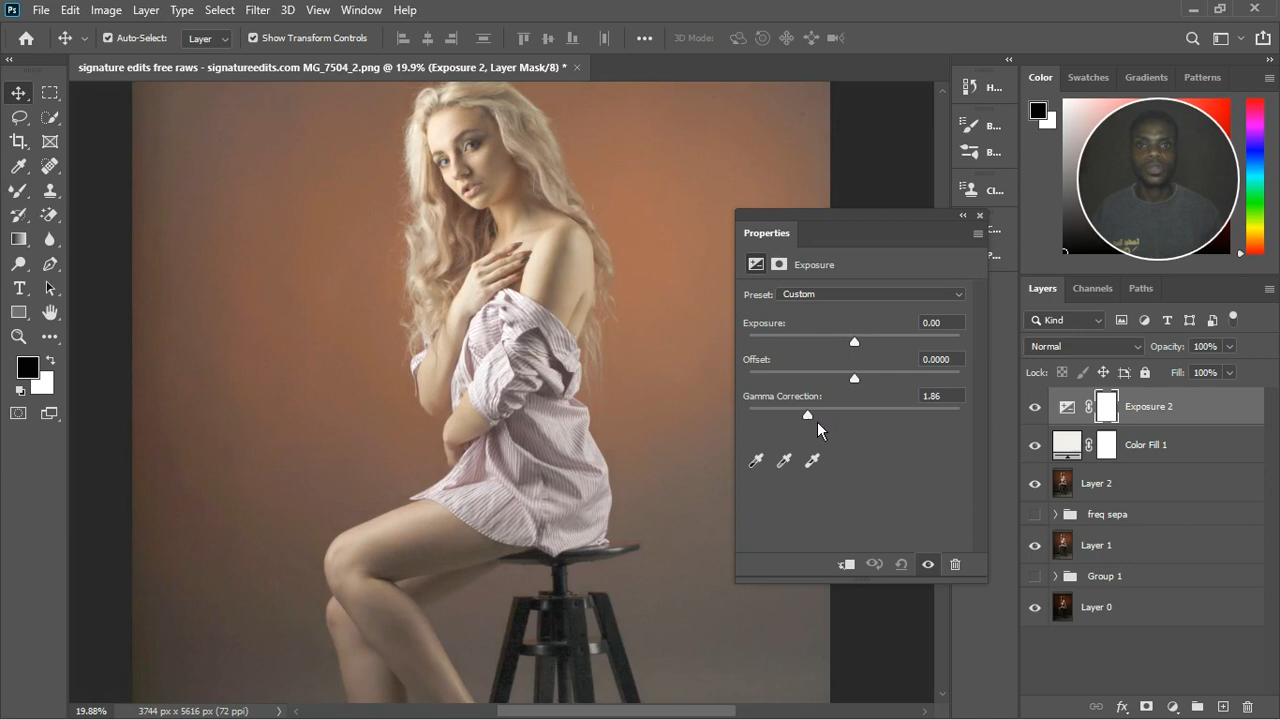 Ps File Edit Image Layer Type Select Filter 3D View Window Help
Auto-Select: Layer Show Transform Controls 3D Mode:
signature edits free raws - signatureedits.com MG_7504_2.png @ 19.9% (Exposure 2, Layer Mask/8) *
Color Swatches Gradients Patterns
H...
B...
B...
Cl...
C...
P...
Properties
Exposure
Preset: Custom
Exposure: 0.00
Offset: 0.0000
Gamma Correction: 1.86
Layers Channels Paths
Kind
Normal Opacity: 100%
Lock: Fill: 100%
Exposure 2
Color Fill 1
Layer 2
freq sepa
Layer 1
Group 1
Layer 0
19.88% 3744 px x 5616 px (72 ppi)